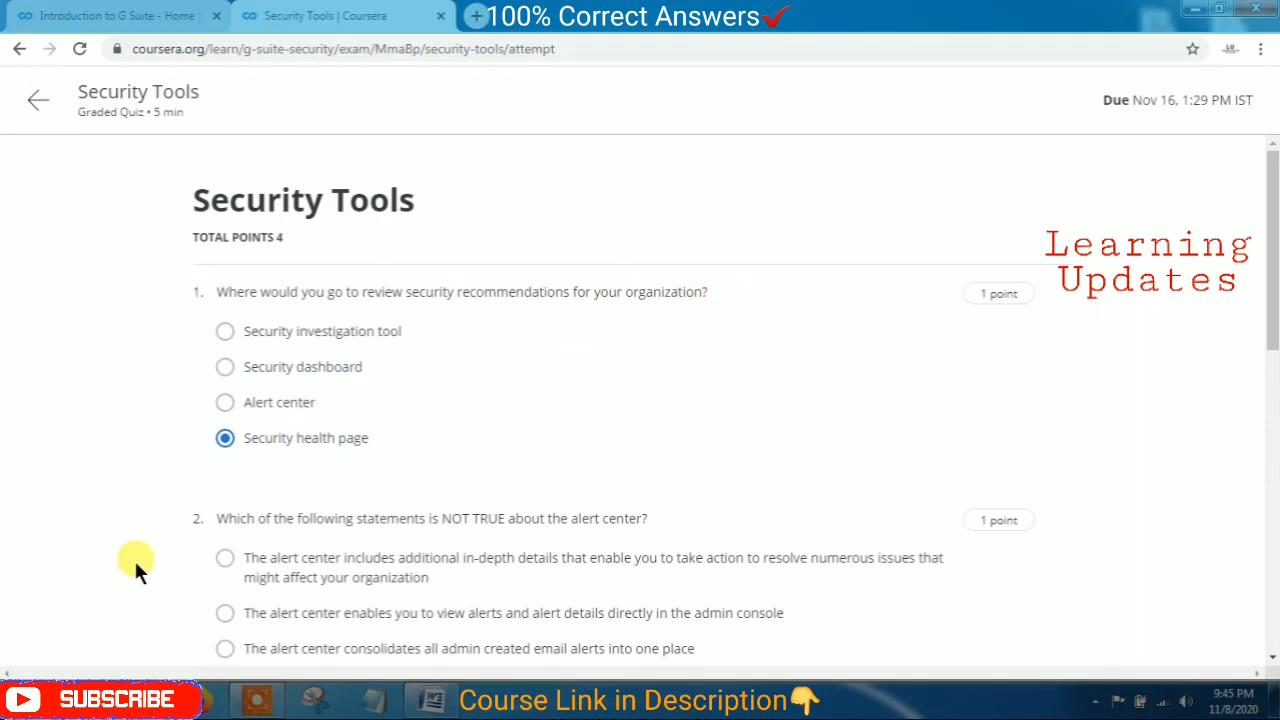 Introduction to G Suite - Home
Security Tools | Coursera
100% Correct Answers
coursera.org/learn/g-suite-security/exam/MmaBp/security-tools/attempt
Security Tools
Graded Quiz • 5 min
Due Nov 16, 1:29 PM IST
Security Tools
TOTAL POINTS 4
Learning
Updates
1. Where would you go to review security recommendations for your organization?
1 point
Security investigation tool
Security dashboard
Alert center
Security health page
2. Which of the following statements is NOT TRUE about the alert center?
1 point
The alert center includes additional in-depth details that enable you to take action to resolve numerous issues that
might affect your organization
The alert center enables you to view alerts and alert details directly in the admin console
The alert center consolidates all admin created email alerts into one place
SUBSCRIBE
Course Link in Description
9:45 PM
11/8/2020